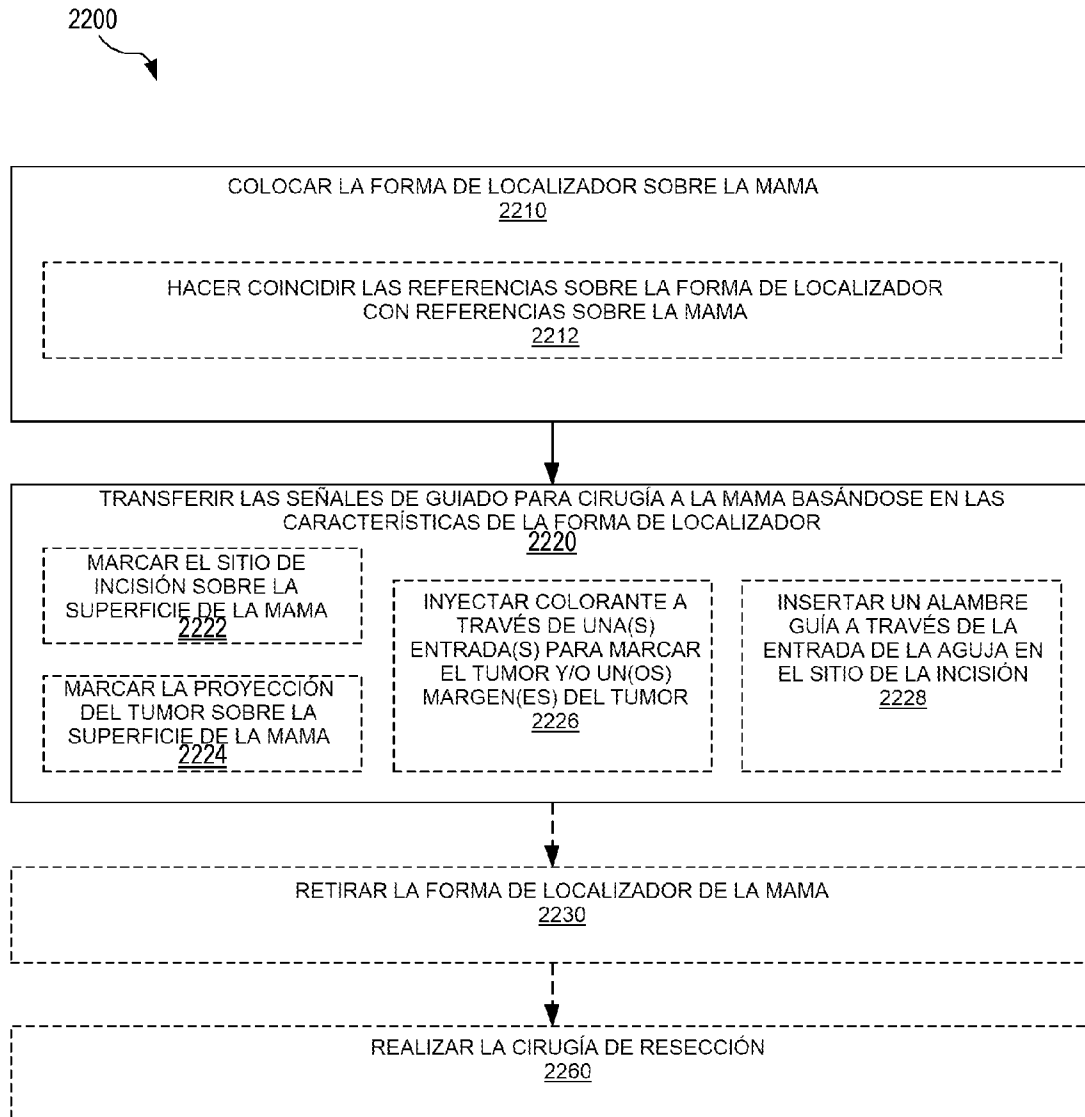 2200
COLOCAR LA FORMA DE LOCALIZADOR SOBRE LA MAMA
2210
HACER COINCIDIR LAS REFERENCIAS SOBRE LA FORMA DE LOCALIZADOR
CON REFERENCIAS SOBRE LA MAMA
2212
TRANSFERIR LAS SEÑALES DE GUIADO PARA CIRUGÍA A LA MAMA BASÁNDOSE EN LAS
CARACTERÍSTICAS DE LA FORMA DE LOCALIZADOR
2220
MARCAR EL SITIO DE
INCISIÓN SOBRE LA
SUPERFICIE DE LA MAMA
2222
MARCAR LA PROYECCIÓN
DEL TUMOR SOBRE LA
SUPERFICIE DE LA MAMA
2224
INYECTAR COLORANTE A
TRAVÉS DE UNA(S)
ENTRADA(S) PARA MARCAR
EL TUMOR Y/O UN(OS)
MARGEN(ES) DEL TUMOR
2226
INSERTAR UN ALAMBRE
GUÍA A TRAVÉS DE LA
ENTRADA DE LA AGUJA EN
EL SITIO DE LA INCISIÓN
2228
RETIRAR LA FORMA DE LOCALIZADOR DE LA MAMA
2230
REALIZAR LA CIRUGÍA DE RESECCIÓN
2260